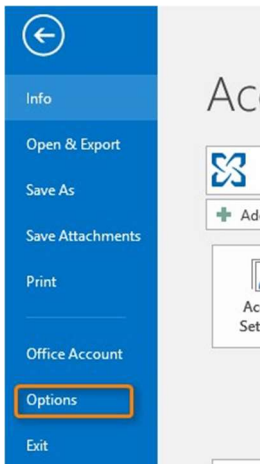 Info
Open & Export
Save As
Save Attachments
Print
Office Account
Options
Exit